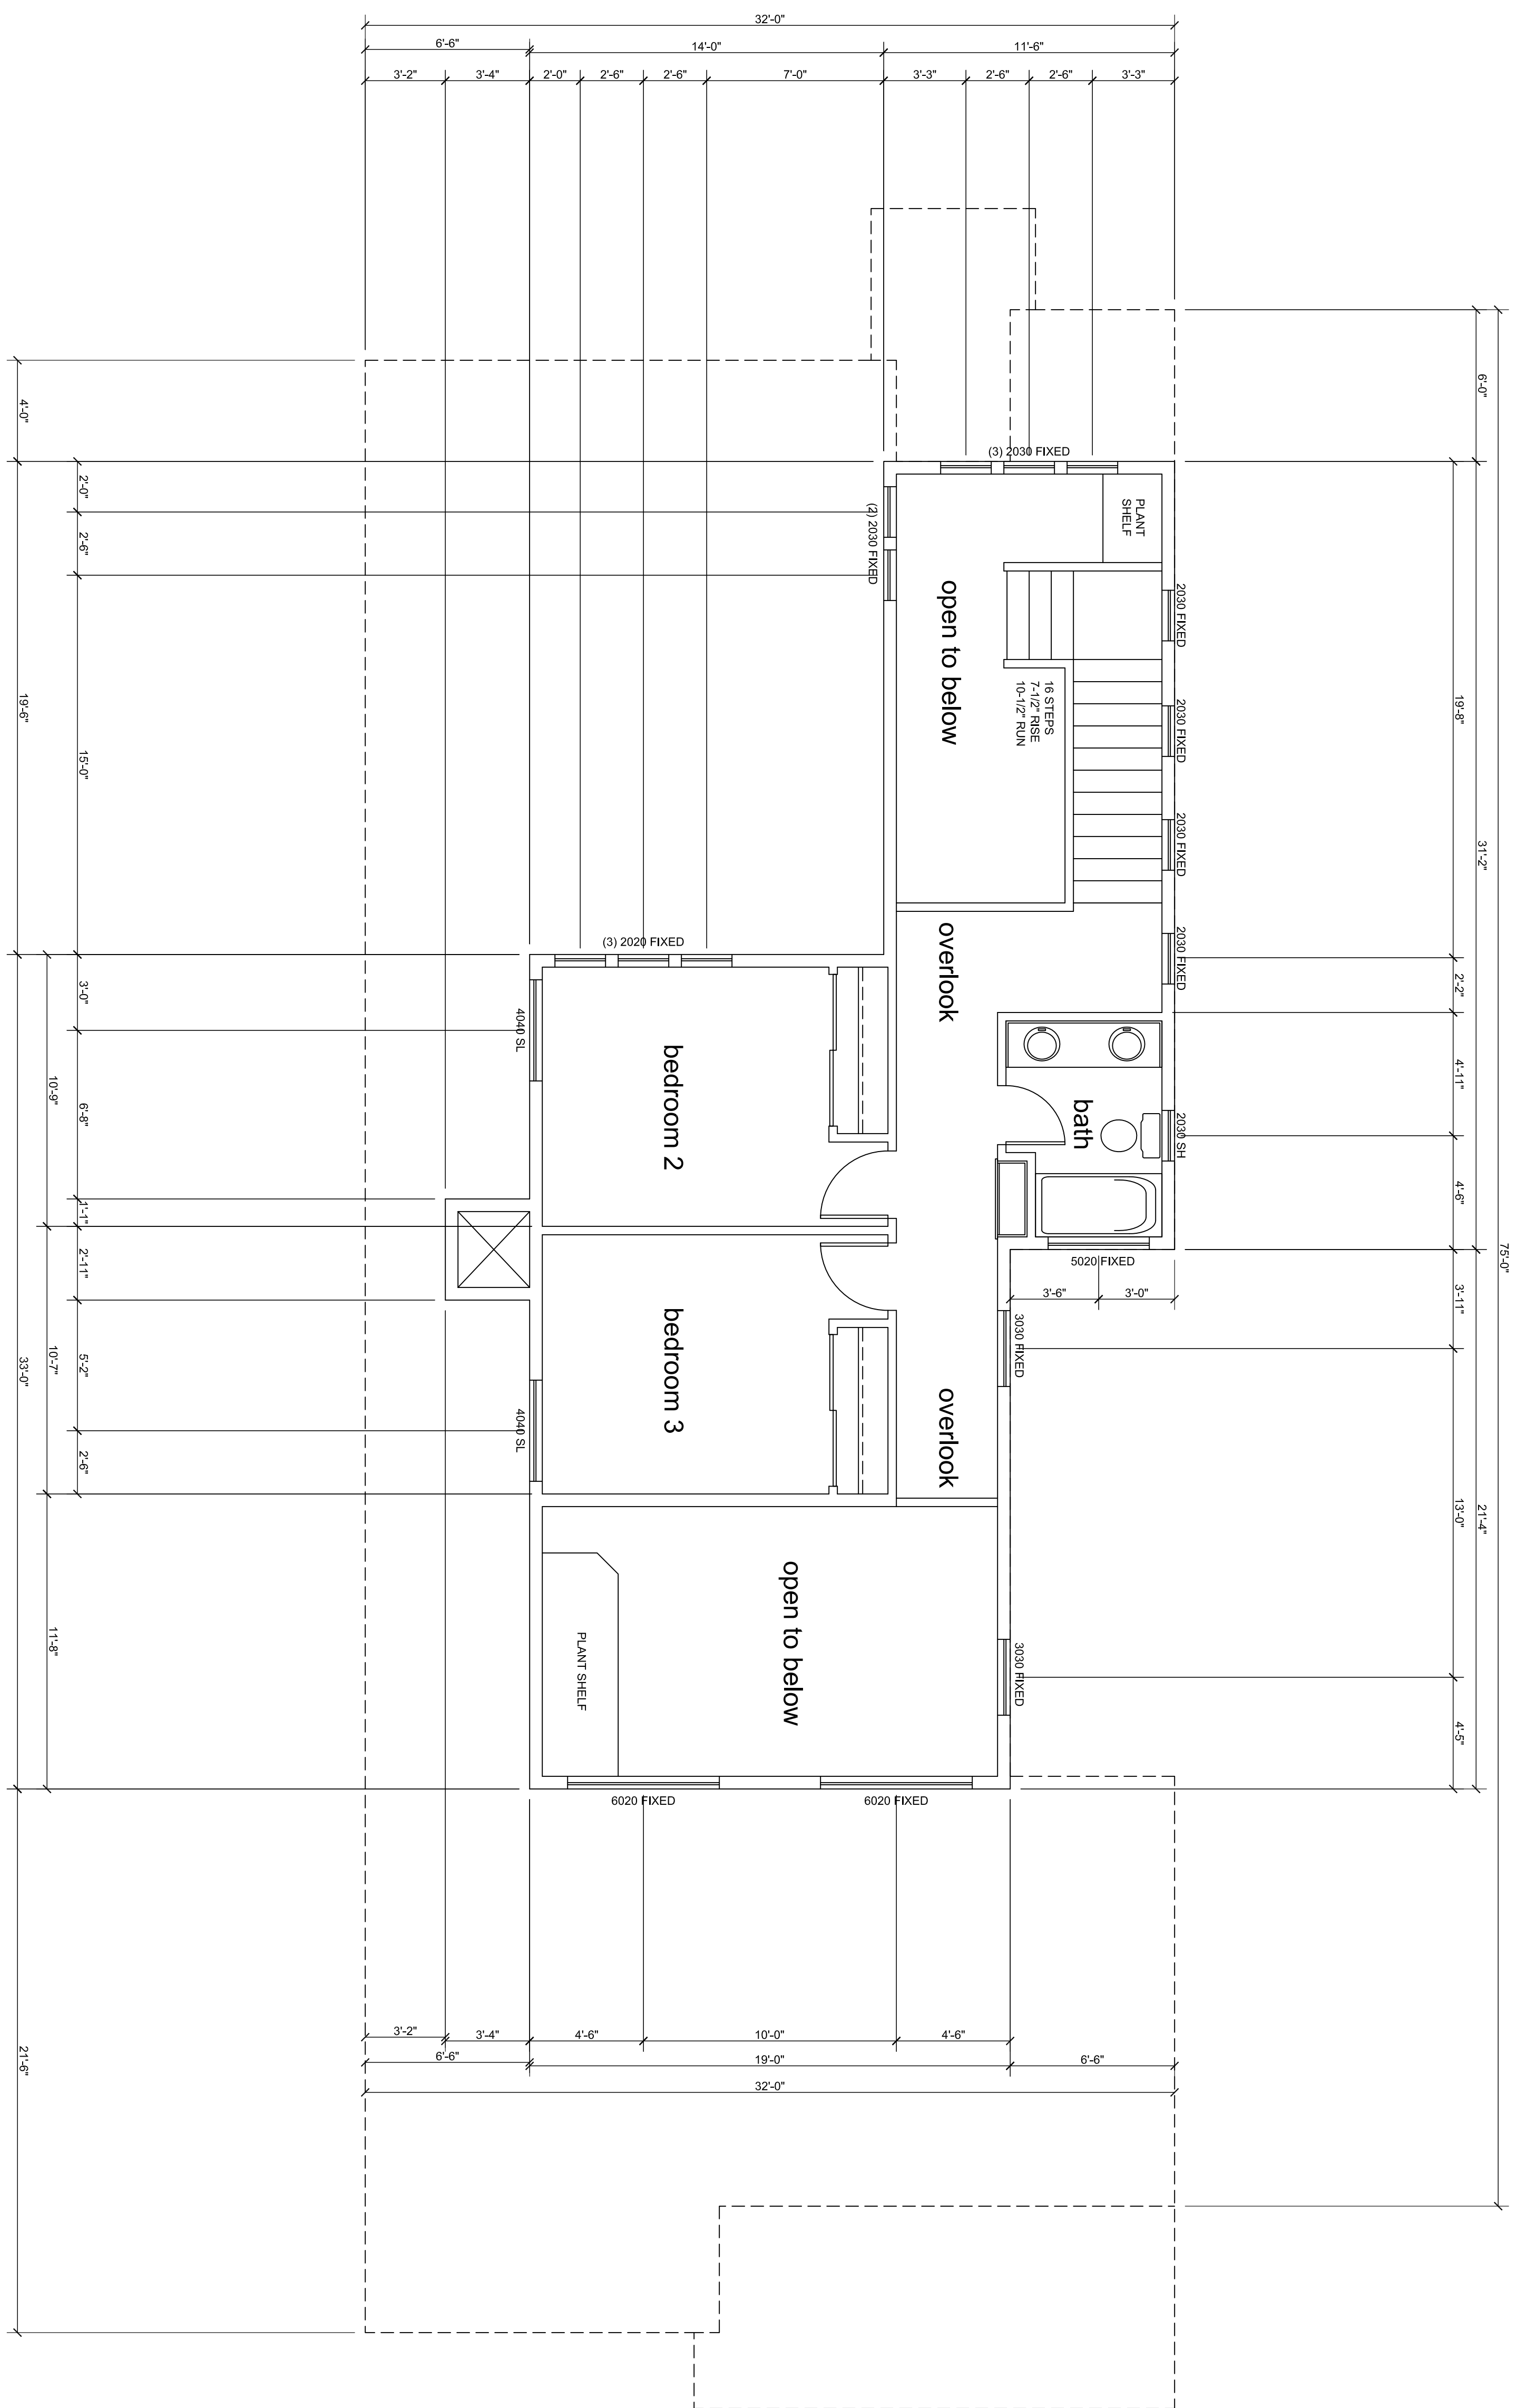 32'-0"
6'-6"
14'-0"
11'-6"
3'-2"
3'-4"
2'-0"
2'-6"
2'-6"
7'-0"
3'-3"
2'-6"
2'-6"
3'-3"
6'-0"
31'-2"
21'-4"
75'-0"
19'-8"
2'-2"
4'-11"
4'-6"
3'-11"
13'-0"
4'-5"
4'-0"
19'-6"
33'-0"
21'-6"
10'-9"
10'-7"
11'-8"
2'-0"
2'-6"
15'-0"
3'-0"
6'-8"
1'-1"
2'-11"
5'-2"
2'-6"
(3) 2030 FIXED
(2) 2030 FIXED
PLANT
SHELF
open to below
16 STEPS
7-1/2" RISE
10-1/2" RUN
2030 FIXED
2030 FIXED
2030 FIXED
2030 FIXED
overlook
(3) 2020 FIXED
4040 SL
bedroom 2
bath
2030 SH
5020 FIXED
3'-6"
3'-0"
3030 FIXED
bedroom 3
overlook
4040 SL
open to below
PLANT SHELF
3030 FIXED
6020 FIXED
6020 FIXED
3'-2"
3'-4"
4'-6"
10'-0"
4'-6"
6'-6"
19'-0"
6'-6"
32'-0"